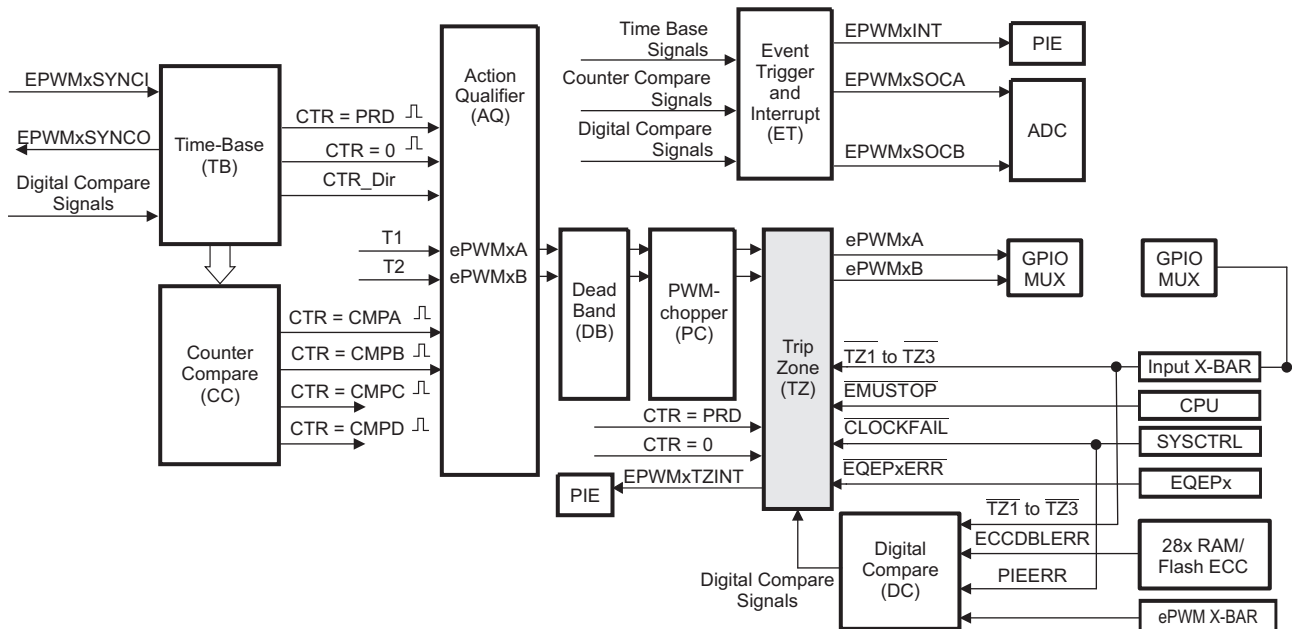 EPWMxSYNCI
EPWMxSYNCO
Digital Compare
Signals
Time-Base
(TB)
CTR = PRD
CTR = 0
CTR_Dir
T1
T2
Counter
Compare
(CC)
CTR = CMPA
CTR = CMPB
CTR = CMPC
CTR = CMPD
Action
Qualifier
(AQ)
ePWMxA
ePWMxB
Time Base
Signals
Counter Compare
Signals
Digital Compare
Signals
Event
Trigger
and
Interrupt
(ET)
EPWMxINT
EPWMxSOCA
EPWMxSOCB
PIE
ADC
Dead
Band
(DB)
PWM-
chopper
(PC)
Trip
Zone
(TZ)
ePWMxA
ePWMxB
GPIO
MUX
GPIO
MUX
TZ1 to TZ3
EMUSTOP
CLOCKFAIL
EQEPxERR
Input X-BAR
CPU
SYSCTRL
EQEPx
CTR = PRD
CTR = 0
EPWMxTZINT
PIE
Digital Compare
Signals
Digital
Compare
(DC)
TZ1 to TZ3
ECCDBLERR
PIEERR
28x RAM/
Flash ECC
ePWM X-BAR